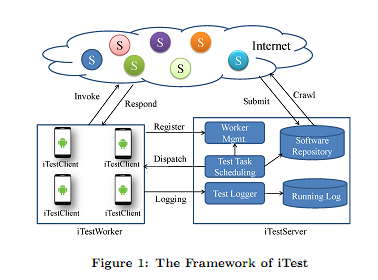 S
S
S
S
S
S
S
Internet
Invoke
Respond
Submit
Crawl
iTestClient
iTestClient
iTestClient
iTestClient
iTestWorker
Register
Dispatch
Logging
Worker
Mgmt.
Test Task
Scheduling
Test Logger
Software
Repository
Running Log
iTestServer
Figure 1: The Framework of iTest